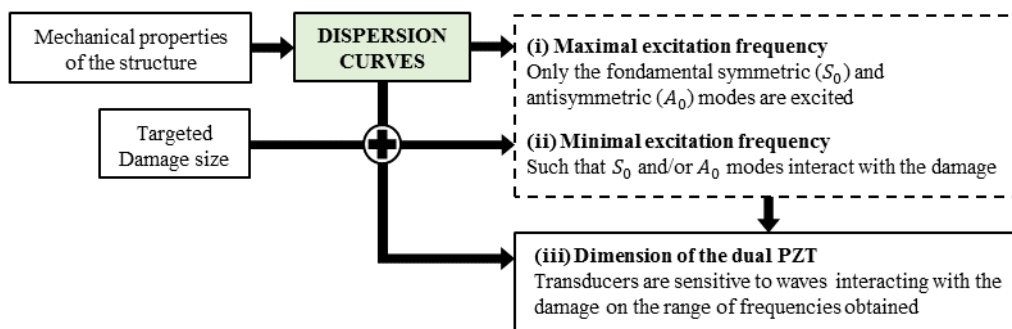 Mechanical properties
of the structure
DISPERSION
CURVES
(i) Maximal excitation frequency
Only the fondamental symmetric (S₀) and
antisymmetric (A₀) modes are excited
Targeted
Damage size
(ii) Minimal excitation frequency
Such that S₀ and/or A₀ modes interact with the damage
(iii) Dimension of the dual PZT
Transducers are sensitive to waves interacting with the
damage on the range of frequencies obtained